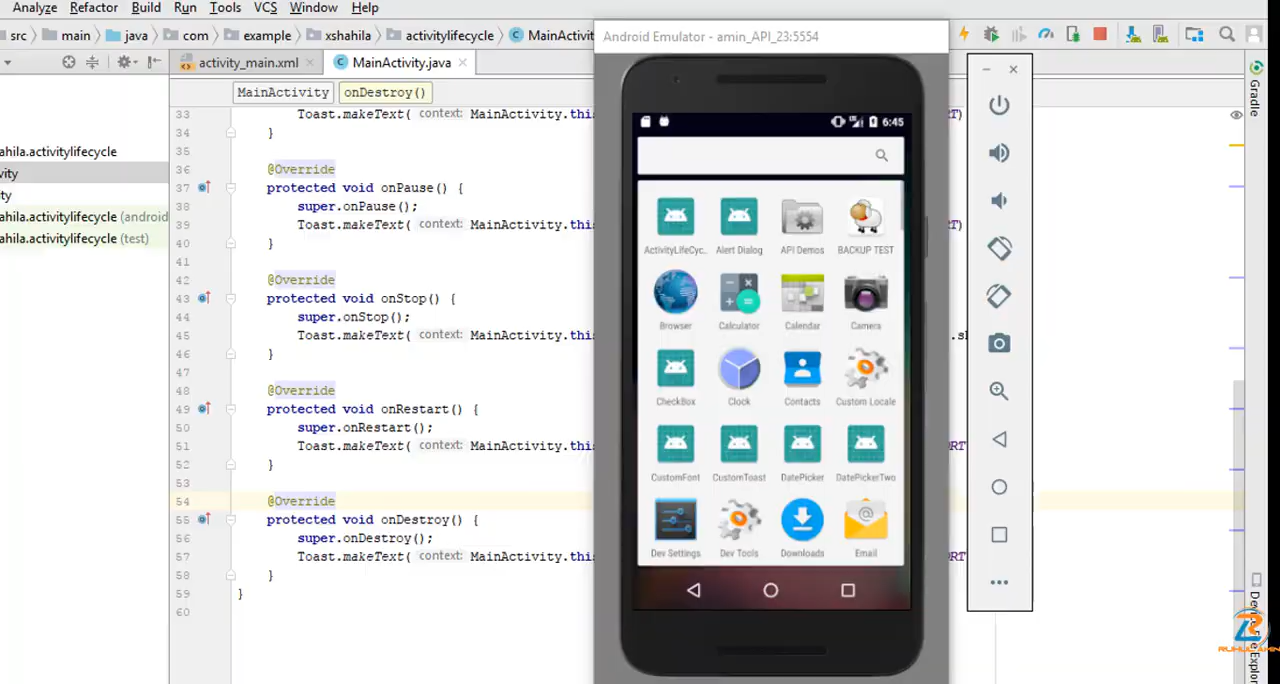 Analyze Refactor Build Run Tools VCS Window Help
src main java com example xshahila activitylifecycle MainActivity
Android Emulator - amin_API_23:5554
activity_main.xml MainActivity.java
MainActivity onDestroy()
Gradle
6:45
33 Toast.makeText( context: MainActivity.this
34 }
35
36 @Override
37 protected void onPause() {
38 super.onPause();
39 Toast.makeText( context: MainActivity.this
40 }
41
42 @Override
43 protected void onStop() {
44 super.onStop();
45 Toast.makeText( context: MainActivity.this
46 }
47
48 @Override
49 protected void onRestart() {
50 super.onRestart();
51 Toast.makeText( context: MainActivity.this
52 }
53
54 @Override
55 protected void onDestroy() {
56 super.onDestroy();
57 Toast.makeText( context: MainActivity.this
58 }
59 }
60
ahila.activitylifecycle
vity
ty
ahila.activitylifecycle (android
ahila.activitylifecycle (test)
ActivityLifeCyc.. Alert Dialog API Demos BACKUP TEST
Browser Calculator Calendar Camera
CheckBox Clock Contacts Custom Locale
CustomFont CustomToast DatePicker DatePickerTwo
Dev Settings Dev Tools Downloads Email